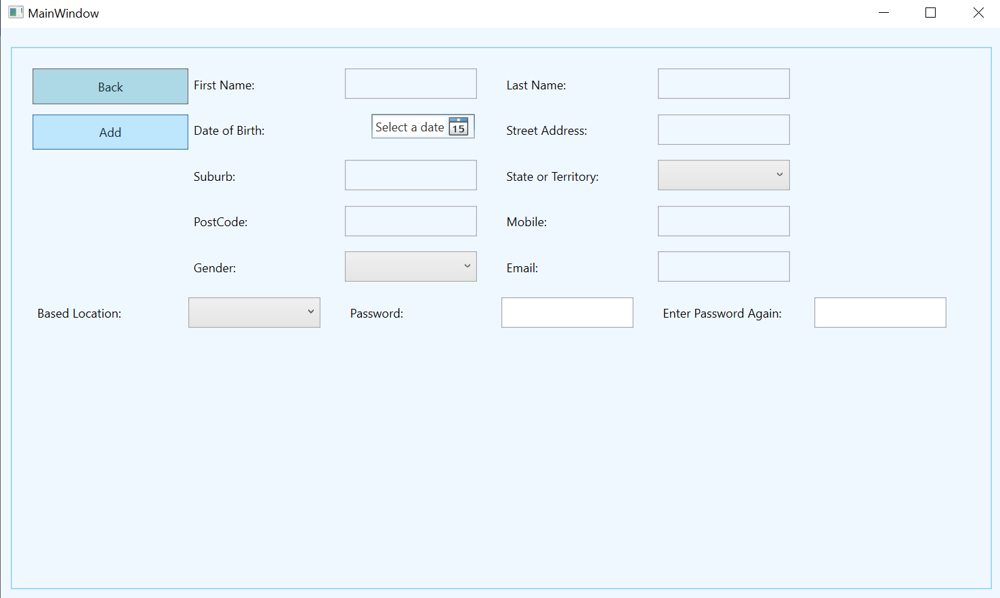 MainWindow
Back First Name: Last Name:
Add Date of Birth: Select a date 15 Street Address:
Suburb: State or Territory:
PostCode: Mobile:
Gender: Email:
Based Location: Password: Enter Password Again: